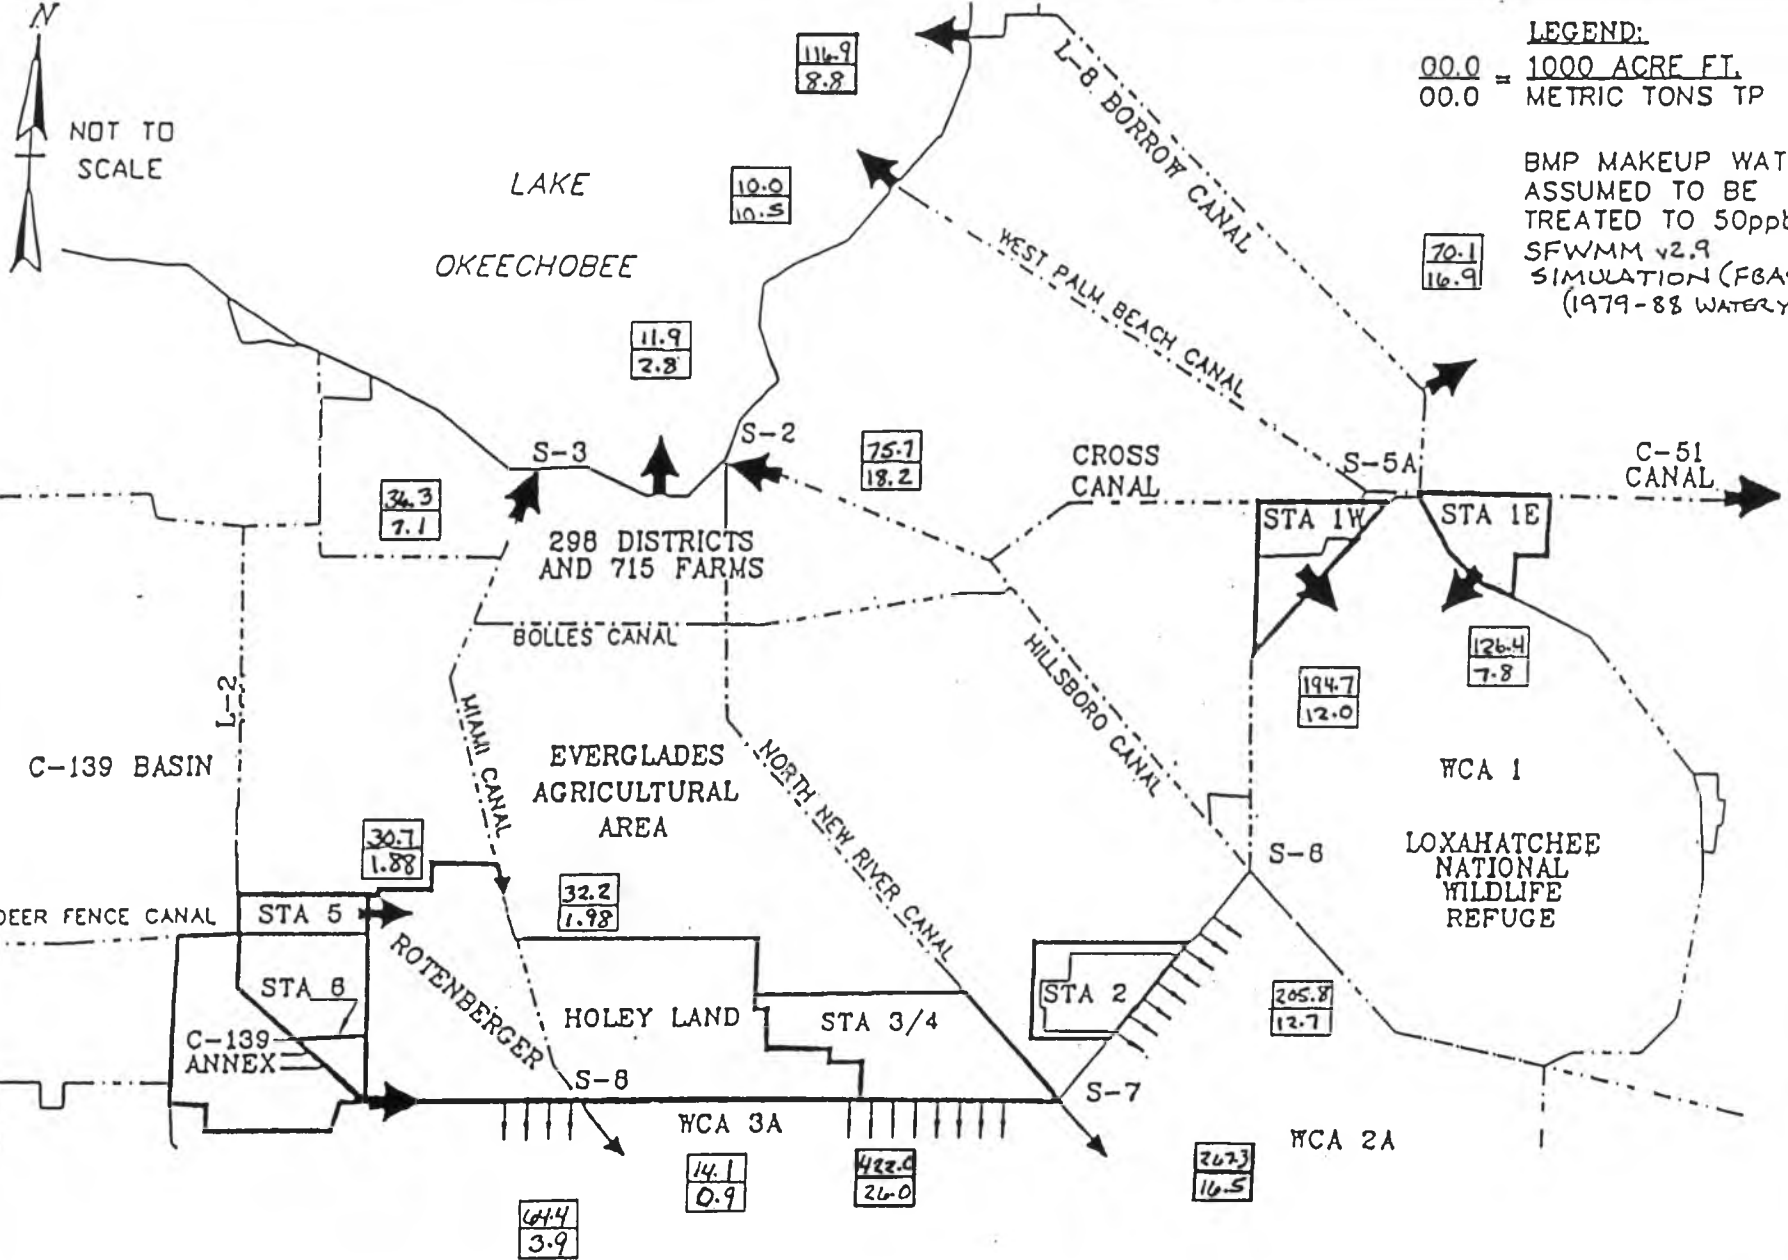 N
NOT TO
SCALE
LAKE
OKEECHOBEE
116.9
8.8
10.0
10.5
11.9
2.8
L-8 BORROW CANAL
WEST PALM BEACH CANAL
LEGEND:
00.0 = 1000 ACRE FT.
00.0 METRIC TONS TP
BMP MAKEUP WAT
ASSUMED TO BE
TREATED TO 50pp
SFWMM v2.9
SIMULATION (FBA
(1979-88 WATERY
70.1
16.9
S-3
S-2
75.7
18.2
CROSS
CANAL
S-5A
C-51
CANAL
36.3
7.1
298 DISTRICTS
AND 715 FARMS
STA 1W
STA 1E
BOLLES CANAL
L-2
MIAMI CANAL
HILLSBORO CANAL
126.4
7.8
194.7
12.0
C-139 BASIN
EVERGLADES
AGRICULTURAL
AREA
NORTH NEW RIVER CANAL
WCA 1
30.7
1.88
S-6
LOXAHATCHEE
NATIONAL
WILDLIFE
REFUGE
DEER FENCE CANAL
STA 5
32.2
1.98
ROTENBERGER
STA 6
C-139
ANNEX
HOLEY LAND
STA 3/4
STA 2
205.8
12.7
S-8
S-7
WCA 3A
WCA 2A
14.1
0.9
422.0
26.0
267.3
16.5
64.4
3.9